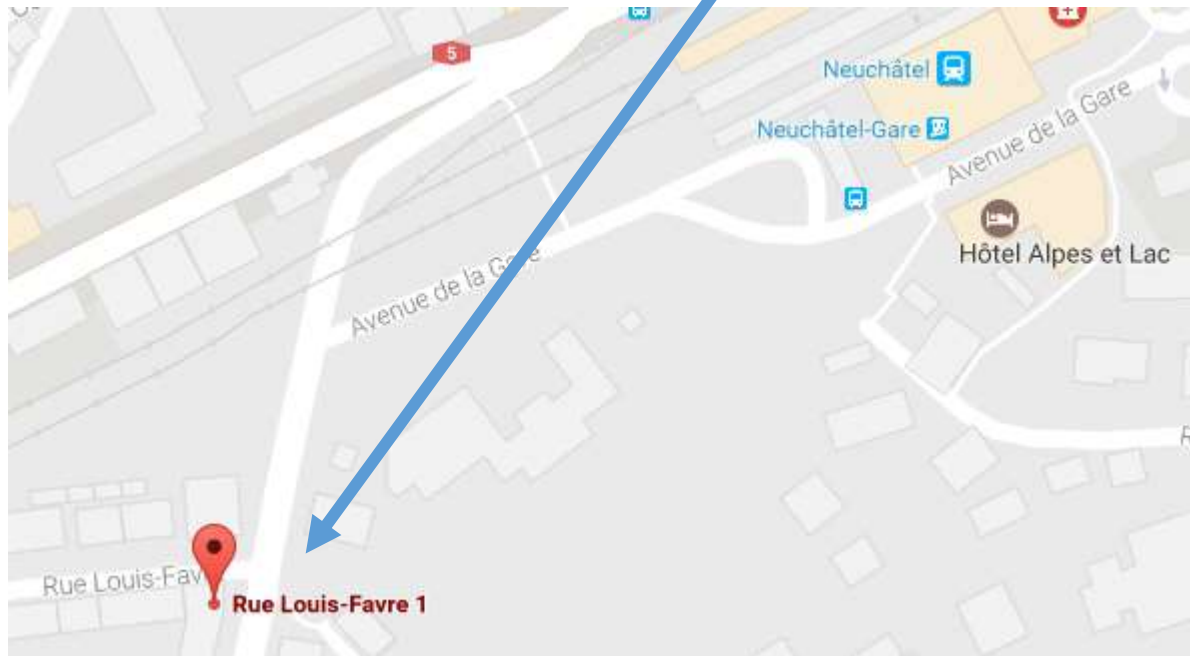 5
Neuchâtel
Neuchâtel-Gare
Avenue de la Gare
Hôtel Alpes et Lac
Avenue de la Gare
Rue Louis-Fav
Rue Louis-Favre 1
R